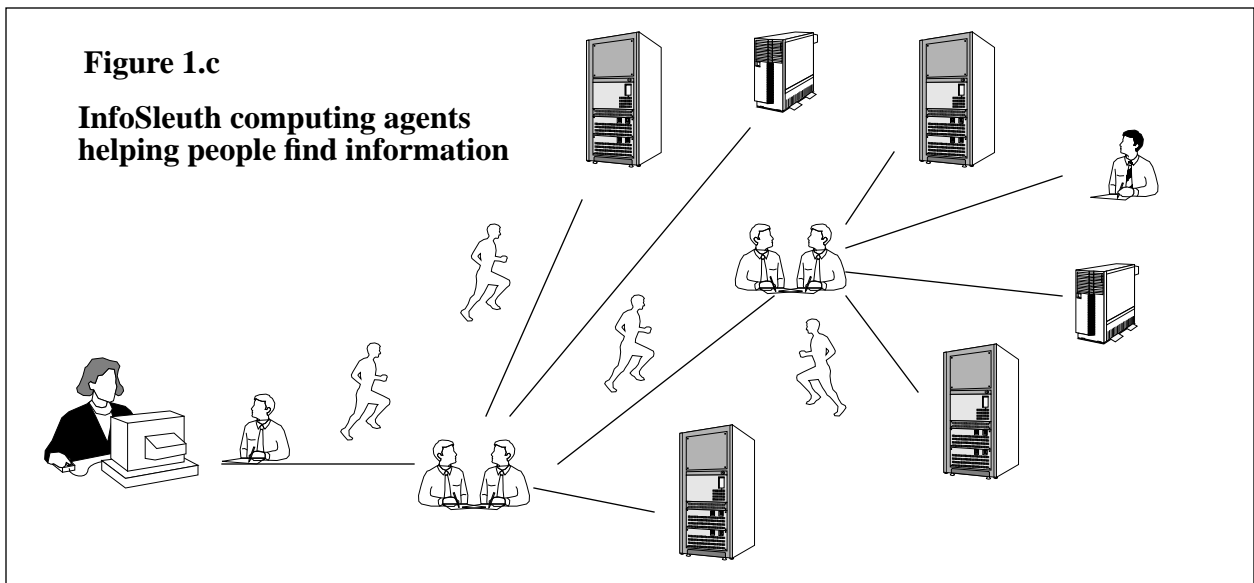 Figure 1.c
InfoSleuth computing agents
helping people find information